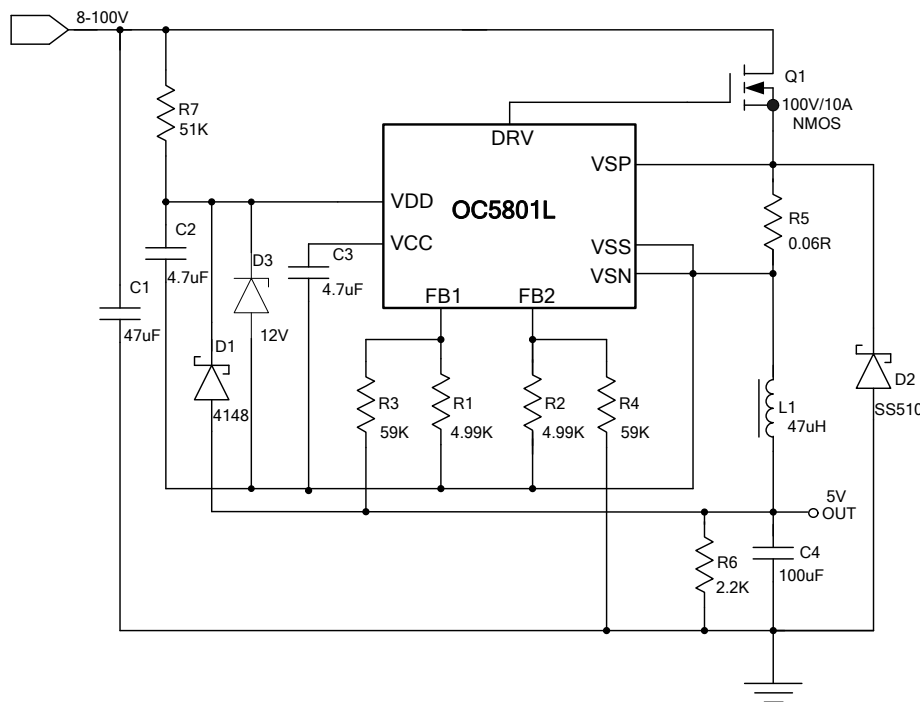 8-100V
R7
51K
Q1
100V/10A
NMOS
DRV
VSP
OC5801L
VDD
VCC
VSS
VSN
FB1
FB2
R5
0.06R
C2
4.7uF
D3
12V
C3
4.7uF
C1
47uF
D1
4148
R3
59K
R1
4.99K
R2
4.99K
R4
59K
L1
47uH
D2
SS510
5V
OUT
R6
2.2K
C4
100uF